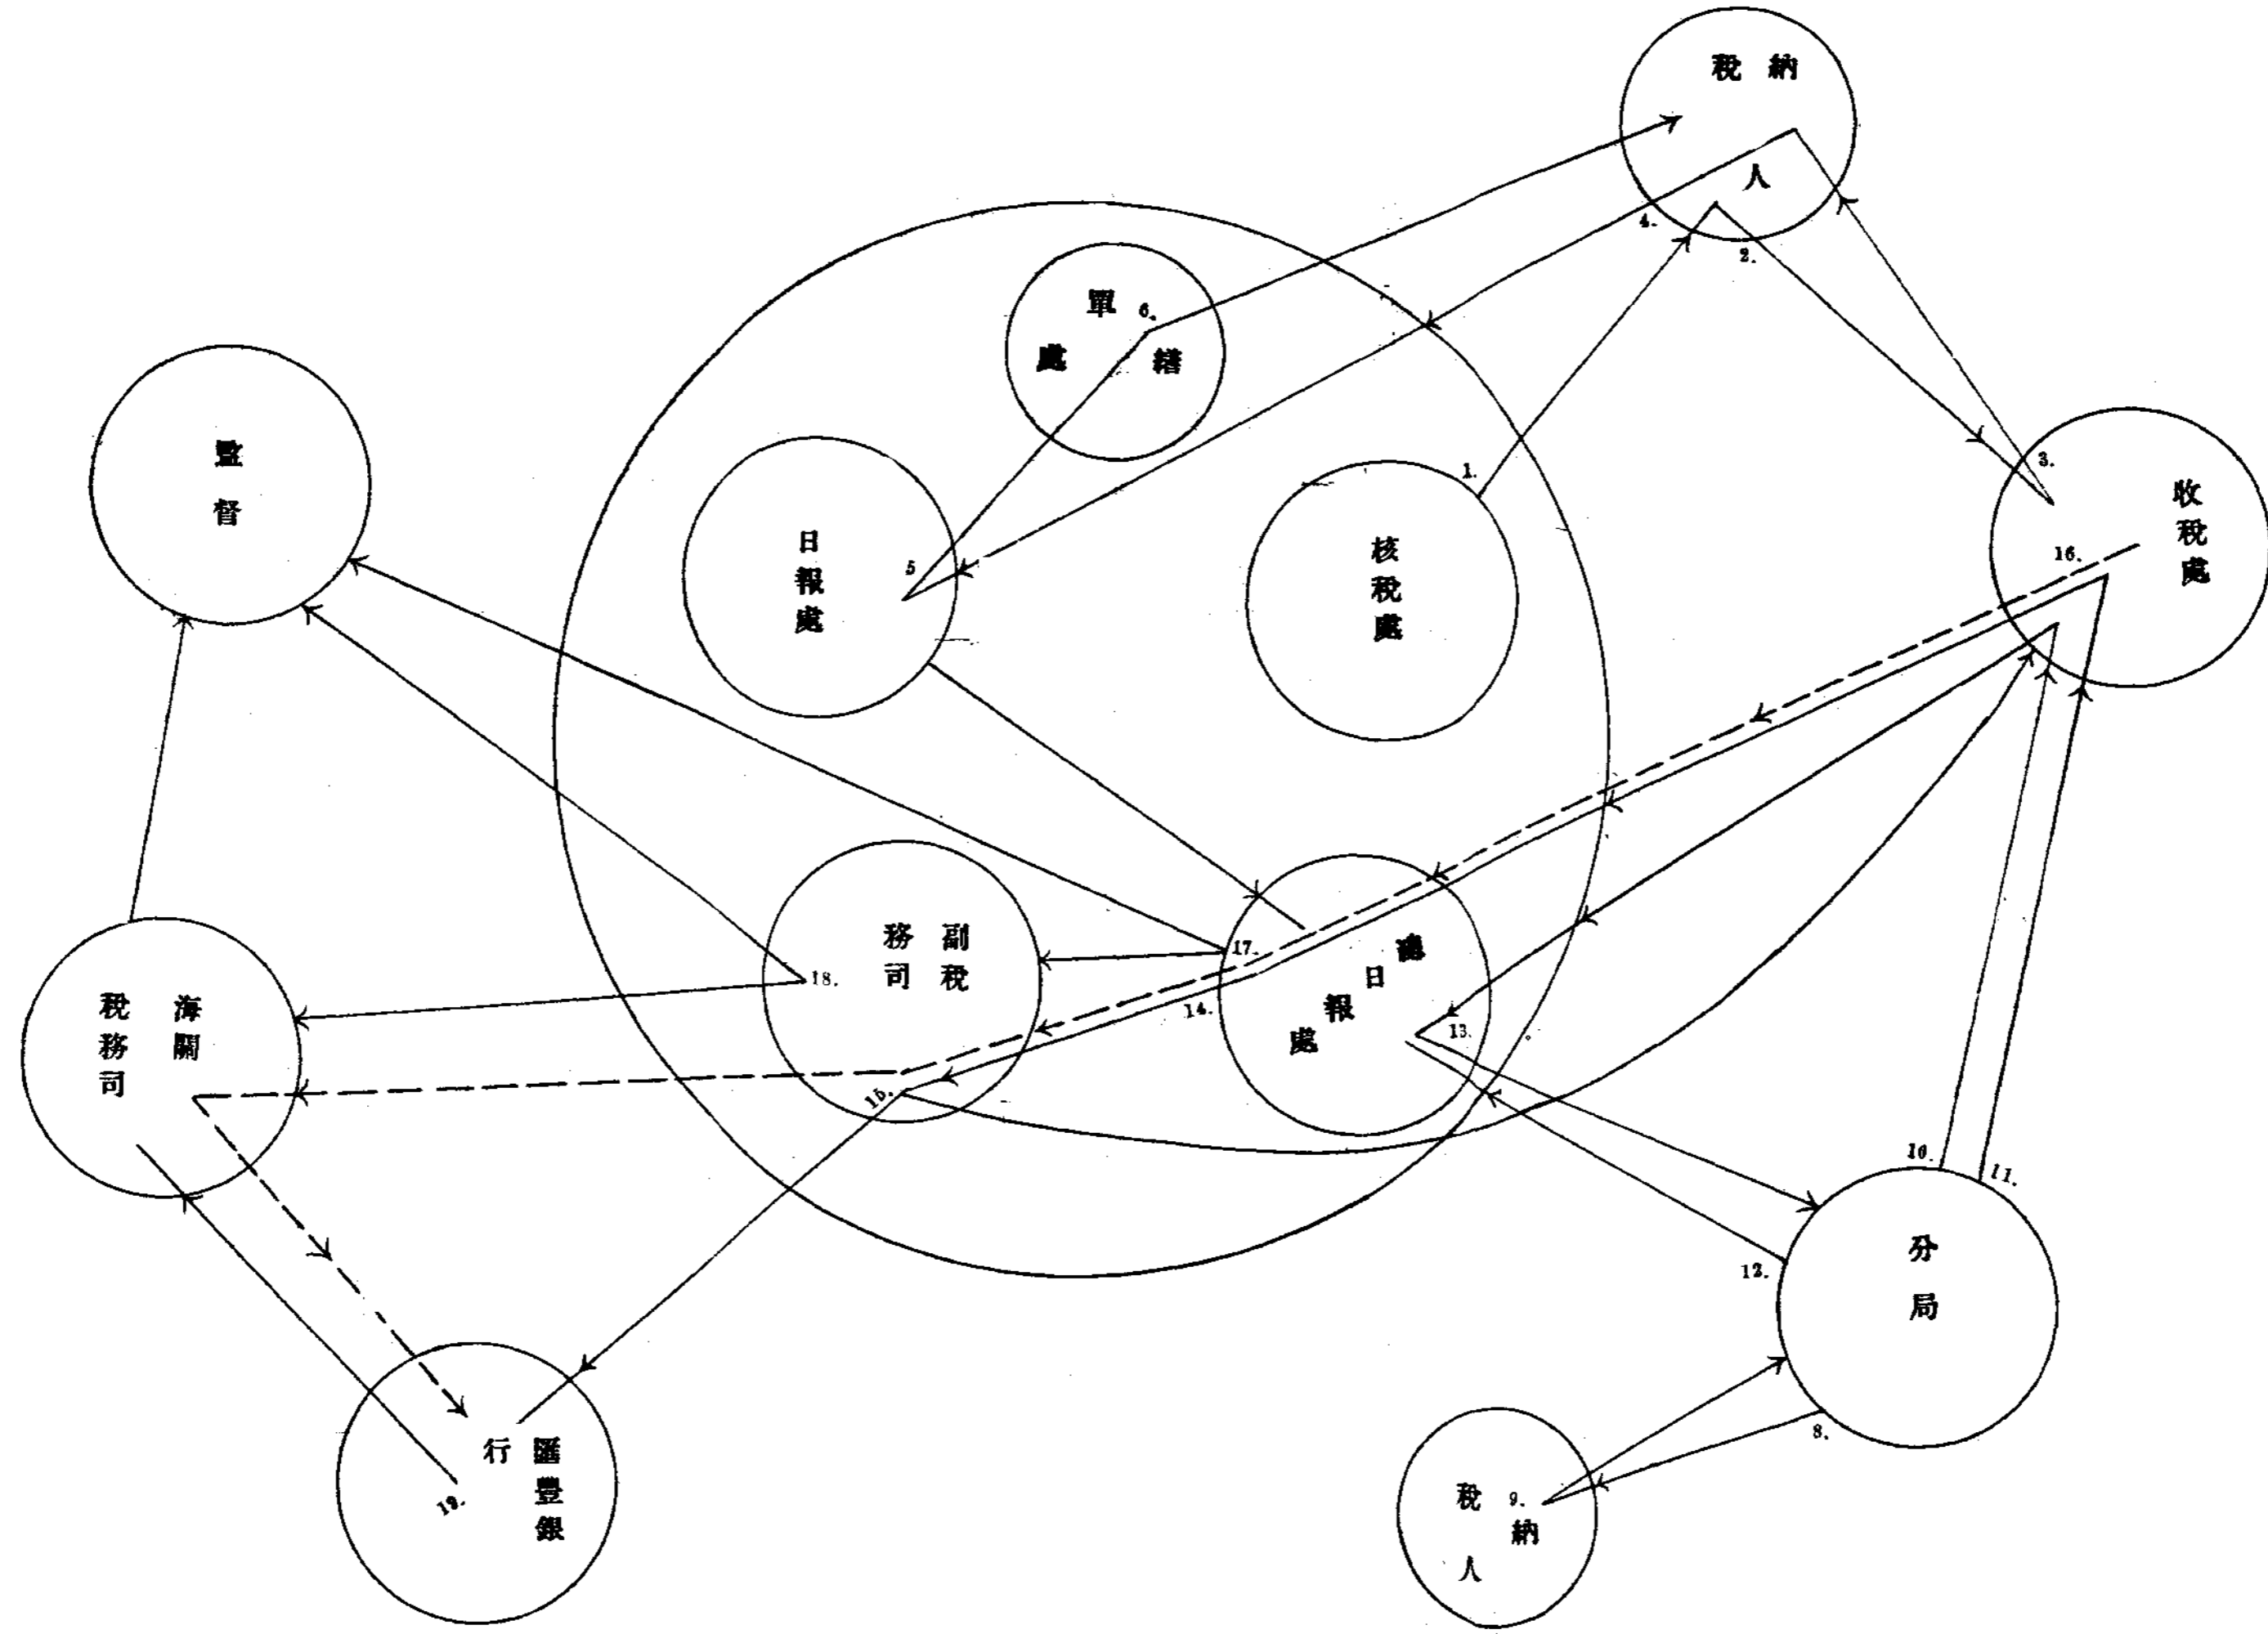 納稅人
4.
2.
單
6.
繕
處
監督
日報處
5
1.
核稅處
3.
收稅處
16.
副稅務司
18.
17.
總日報處
14.
13.
15.
海關稅務司
10.
11.
分局
12.
8.
匯豐銀行
19.
9.
納稅人